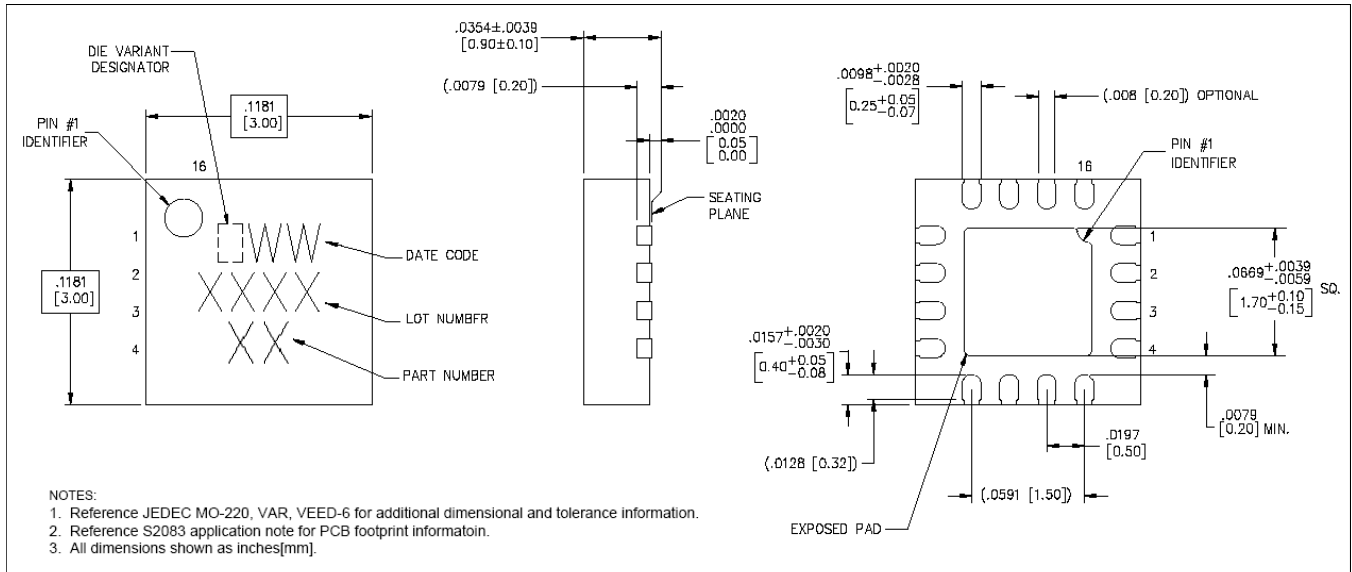 DIE VARIANT
DESIGNATOR
PIN #1
IDENTIFIER
.1181
[3.00]
16
1
2
3
4
.1181
[3.00]
W W
X X X X
X X
DATE CODE
LOT NUMBFR
PART NUMBER
.0354±.0039
[0.90±0.10]
(.0079 [0.20])
.0020
.0000
[0.05
0.00]
SEATING
PLANE
.0098+.0020
-.0028
[0.25+0.05
-0.07]
(.008 [0.20]) OPTIONAL
PIN #1
IDENTIFIER
16
1
2
3
4
.0669+.0039
-.0059
[1.70+0.10
-0.15]
SQ.
.0157+.0020
-.0030
[0.40+0.05
-0.08]
(.0128 [0.32])
.0079
[0.20] MIN.
.0197
[0.50]
(.0591 [1.50])
EXPOSED PAD
NOTES:
1. Reference JEDEC MO-220, VAR, VEED-6 for additional dimensional and tolerance information.
2. Reference S2083 application note for PCB footprint informatoin.
3. All dimensions shown as inches[mm].